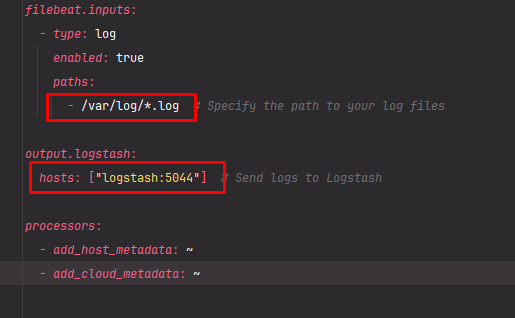 filebeat.inputs:
- type: log
enabled: true
paths:
- /var/log/*.log # Specify the path to your log files
output.logstash:
hosts: ["logstash:5044"] # Send logs to Logstash
processors:
- add_host_metadata: ~
- add_cloud_metadata: ~